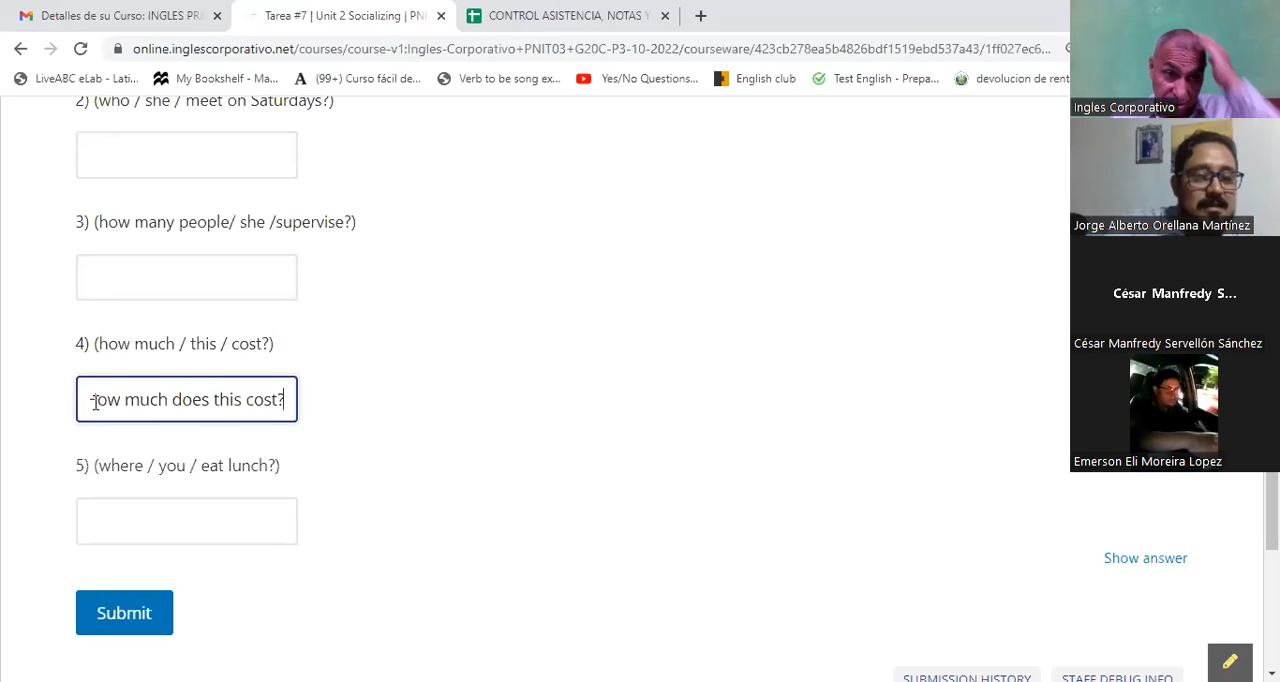 Detalles de su Curso: INGLES PR
Tarea #7 | Unit 2 Socializing | PNI
CONTROL ASISTENCIA, NOTAS Y
online.inglescorporativo.net/courses/course-v1:Ingles-Corporativo+PNIT03+G20C-P3-10-2022/courseware/423cb278ea5b4826bdf1519ebd537a43/1ff027ec6...
LiveABC eLab - Lati...
My Bookshelf - Ma...
(99+) Curso fácil de...
Verb to be song ex...
Yes/No Questions...
English club
Test English - Prepa...
devolucion de rent
2) (who / she / meet on Saturdays?)
3) (how many people/ she /supervise?)
4) (how much / this / cost?)
ow much does this cost?
5) (where / you / eat lunch?)
Show answer
Submit
SUBMISSION HISTORY
STAFF DEBUG INFO
Ingles Corporativo
Jorge Alberto Orellana Martínez
César Manfredy S...
César Manfredy Servellón Sánchez
Emerson Eli Moreira Lopez